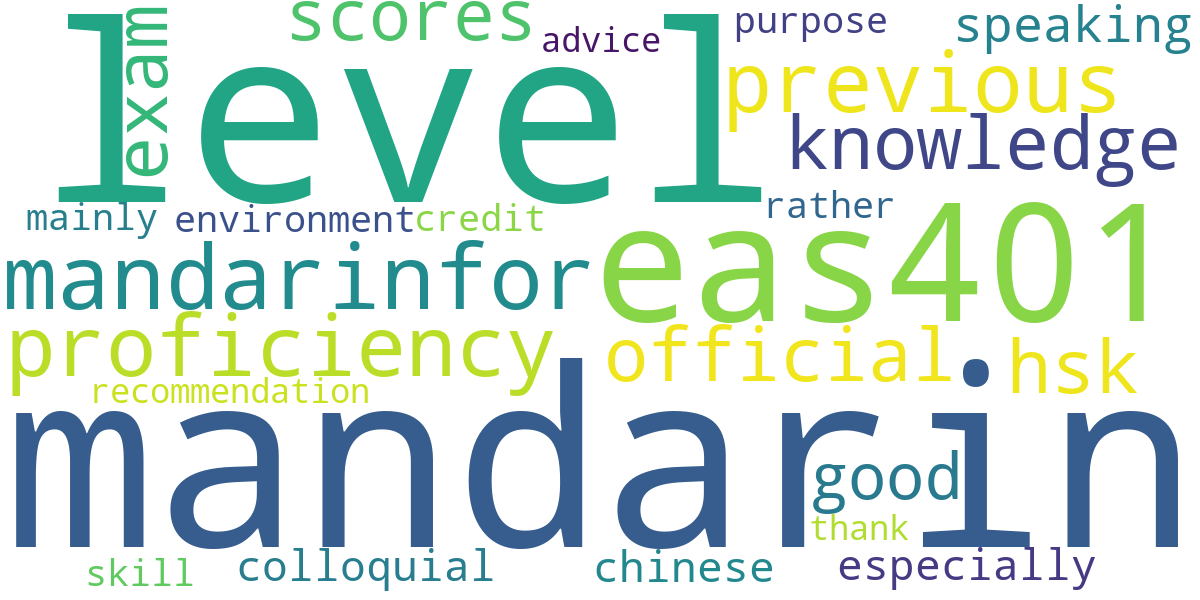 scores
advice
purpose
speaking
exam
level
previous
knowledge
mainly
environment
credit
rather
mandarinfor
eas401
proficiency
official
hsk
recommendation
mandarin
good
thank
skill
colloquial
chinese
especially